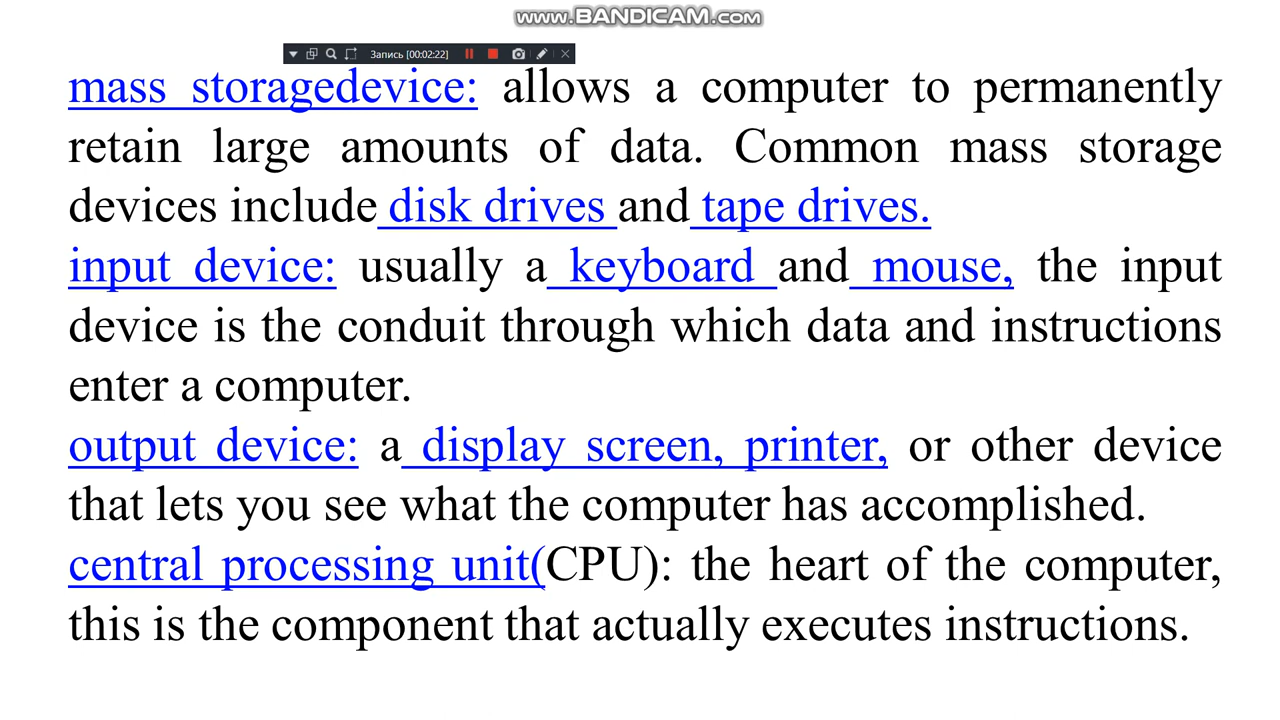 www.BANDICAM.com
Запись [00:02:22]
mass storagedevice: allows a computer to permanently
retain large amounts of data. Common mass storage
devices include disk drives and tape drives.
input device: usually a keyboard and mouse, the input
device is the conduit through which data and instructions
enter a computer.
output device: a display screen, printer, or other device
that lets you see what the computer has accomplished.
central processing unit(CPU): the heart of the computer,
this is the component that actually executes instructions.